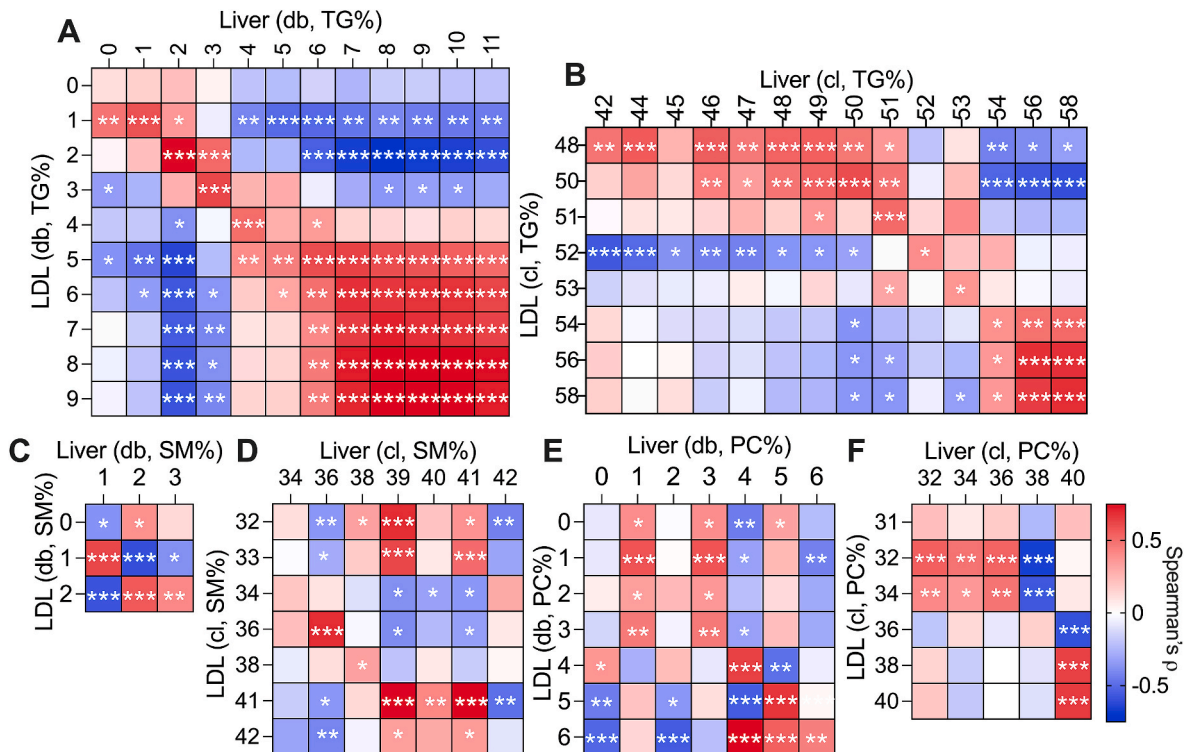 A
Liver (db, TG%)
0 1 2 3 4 5 6 7 8 9 10 11
LDL (db, TG%)
0
1 ** *** * ** *** *** ** ** ** ** **
2 *** *** *** *** *** *** *** ***
3 * *** * * *
4 * *** *
5 * ** *** ** ** *** *** *** *** *** ***
6 * *** * * ** *** *** *** *** ***
7 *** ** ** *** *** *** *** ***
8 *** * ** *** *** *** *** ***
9 *** ** ** *** *** *** *** ***
B
Liver (cl, TG%)
42 44 45 46 47 48 49 50 51 52 53 54 56 58
LDL (cl, TG%)
48 ** *** *** ** *** *** ** * ** * *
50 ** * ** *** *** ** *** *** ***
51 * ***
52 *** *** * ** ** * * * *
53 * *
54 * * ** ***
56 * * * *** ***
58 * * * * *** ***
C
Liver (db, SM%)
1 2 3
LDL (db, SM%)
0 * *
1 *** *** *
2 *** *** **
D
Liver (cl, SM%)
34 36 38 39 40 41 42
LDL (cl, SM%)
32 ** * *** * **
33 * *** ***
34 * * *
36 *** * *
38 *
41 * *** ** *** **
42 ** * *
E
Liver (db, PC%)
0 1 2 3 4 5 6
LDL (db, PC%)
0 * * ** *
1 *** *** * **
2 * *
3 ** ** *
4 * *** **
5 ** * *** *** ***
6 *** *** *** *** **
F
Liver (cl, PC%)
32 34 36 38 40
LDL (cl, PC%)
31
32 *** ** *** ***
34 ** * ** ***
36 ***
38 ***
40 ***
0.5
0
-0.5
Spearman's ρ